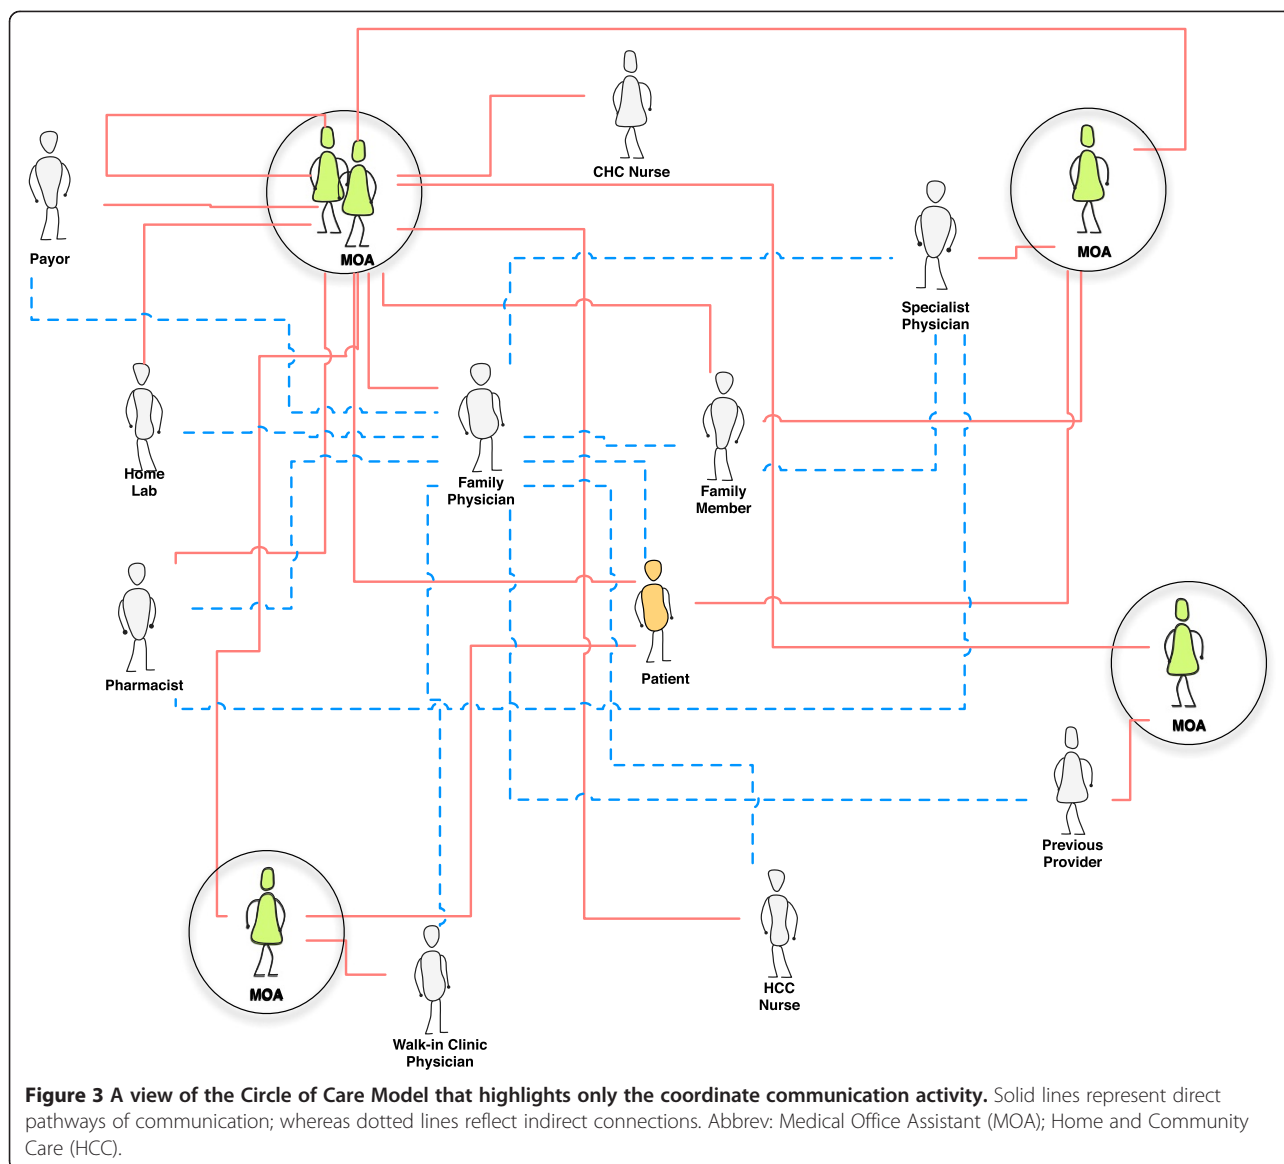 CHC Nurse
MOA
MOA
Payor
Specialist
Physician
Home
Lab
Family
Physician
Family
Member
Pharmacist
Patient
MOA
Previous
Provider
MOA
HCC
Nurse
Walk-in Clinic
Physician
Figure 3 A view of the Circle of Care Model that highlights only the coordinate communication activity. Solid lines represent direct
pathways of communication; whereas dotted lines reflect indirect connections. Abbrev: Medical Office Assistant (MOA); Home and Community
Care (HCC).